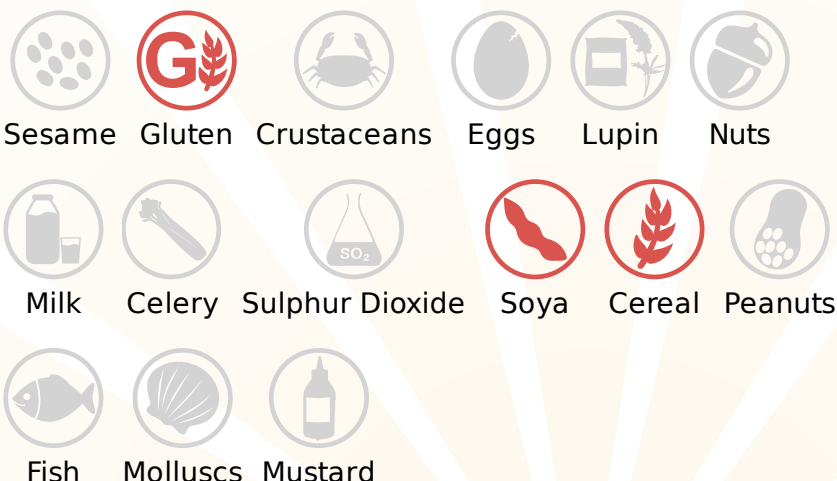 G
Sesame Gluten Crustaceans Eggs Lupin Nuts
SO₂
Milk Celery Sulphur Dioxide Soya Cereal Peanuts
Fish Molluscs Mustard